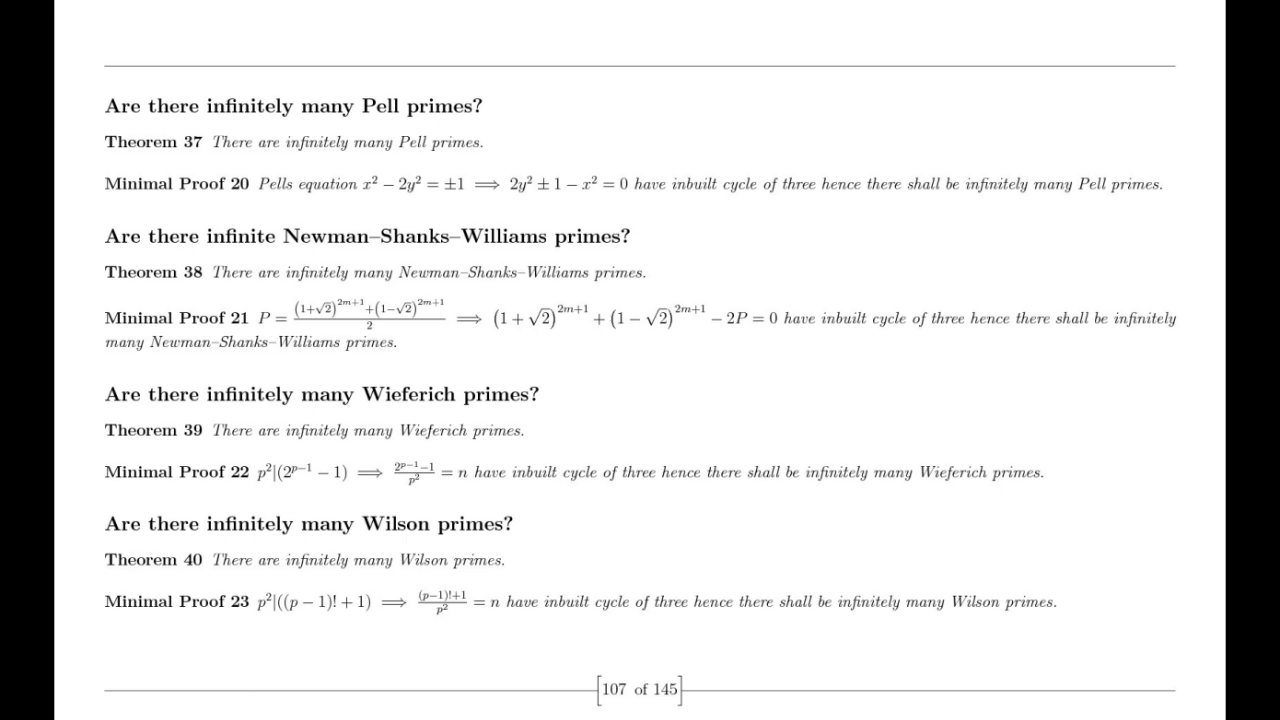 Are there infinitely many Pell primes?
Theorem 37 There are infinitely many Pell primes.
Minimal Proof 20 Pells equation x² − 2y² = ±1 ⟹ 2y² ± 1 − x² = 0 have inbuilt cycle of three hence there shall be infinitely many Pell primes.
Are there infinite Newman–Shanks–Williams primes?
Theorem 38 There are infinitely many Newman–Shanks–Williams primes.
Minimal Proof 21 P = \frac{(1+√2)^{2m+1}+(1−√2)^{2m+1}}{2} ⟹ (1 + √2)^{2m+1} + (1 − √2)^{2m+1} − 2P = 0 have inbuilt cycle of three hence there shall be infinitely
many Newman–Shanks–Williams primes.
Are there infinitely many Wieferich primes?
Theorem 39 There are infinitely many Wieferich primes.
Minimal Proof 22 p²|(2^{p−1} − 1) ⟹ \frac{2^{p−1}−1}{p²} = n have inbuilt cycle of three hence there shall be infinitely many Wieferich primes.
Are there infinitely many Wilson primes?
Theorem 40 There are infinitely many Wilson primes.
Minimal Proof 23 p²|((p − 1)! + 1) ⟹ \frac{(p−1)!+1}{p²} = n have inbuilt cycle of three hence there shall be infinitely many Wilson primes.
[107 of 145]